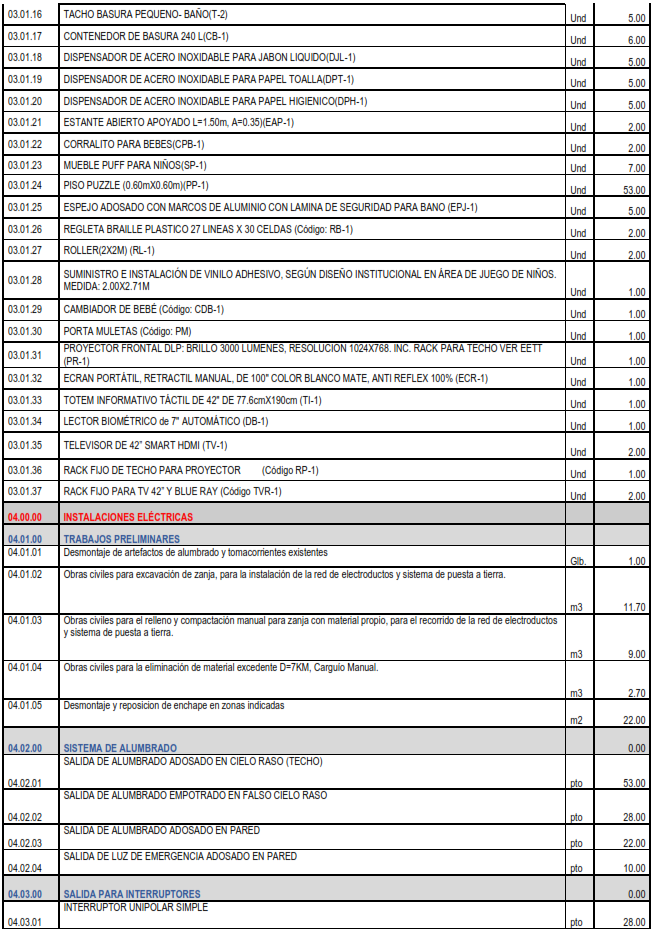 03.01.16 TACHO BASURA PEQUENO- BAÑO(T-2) Und 5.00
03.01.17 CONTENEDOR DE BASURA 240 L(CB-1) Und 6.00
03.01.18 DISPENSADOR DE ACERO INOXIDABLE PARA JABON LIQUIDO(DJL-1) Und 5.00
03.01.19 DISPENSADOR DE ACERO INOXIDABLE PARA PAPEL TOALLA(DPT-1) Und 5.00
03.01.20 DISPENSADOR DE ACERO INOXIDABLE PARA PAPEL HIGIENICO(DPH-1) Und 5.00
03.01.21 ESTANTE ABIERTO APOYADO L=1.50m, A=0.35)(EAP-1) Und 2.00
03.01.22 CORRALITO PARA BEBES(CPB-1) Und 2.00
03.01.23 MUEBLE PUFF PARA NIÑOS(SP-1) Und 7.00
03.01.24 PISO PUZZLE (0.60mX0.60m)(PP-1) Und 53.00
03.01.25 ESPEJO ADOSADO CON MARCOS DE ALUMINIO CON LAMINA DE SEGURIDAD PARA BANO (EPJ-1) Und 5.00
03.01.26 REGLETA BRAILLE PLASTICO 27 LINEAS X 30 CELDAS (Código: RB-1) Und 2.00
03.01.27 ROLLER(2X2M) (RL-1) Und 2.00
03.01.28 SUMINISTRO E INSTALACIÓN DE VINILO ADHESIVO, SEGÚN DISEÑO INSTITUCIONAL EN ÁREA DE JUEGO DE NIÑOS.
MEDIDA: 2.00X2.71M Und 1.00
03.01.29 CAMBIADOR DE BEBÉ (Código: CDB-1) Und 1.00
03.01.30 PORTA MULETAS (Código: PM) Und 1.00
03.01.31 PROYECTOR FRONTAL DLP: BRILLO 3000 LUMENES, RESOLUCION 1024X768. INC. RACK PARA TECHO VER EETT
(PR-1) Und 1.00
03.01.32 ECRAN PORTÁTIL, RETRACTIL MANUAL, DE 100" COLOR BLANCO MATE, ANTI REFLEX 100% (ECR-1) Und 1.00
03.01.33 TOTEM INFORMATIVO TÁCTIL DE 42" DE 77.6cmX190cm (TI-1) Und 1.00
03.01.34 LECTOR BIOMÉTRICO de 7" AUTOMÁTICO (DB-1) Und 1.00
03.01.35 TELEVISOR DE 42” SMART HDMI (TV-1) Und 2.00
03.01.36 RACK FIJO DE TECHO PARA PROYECTOR (Código RP-1) Und 1.00
03.01.37 RACK FIJO PARA TV 42” Y BLUE RAY (Código TVR-1) Und 2.00
04.00.00 INSTALACIONES ELÉCTRICAS
04.01.00 TRABAJOS PRELIMINARES
04.01.01 Desmontaje de artefactos de alumbrado y tomacorrientes existentes Glb. 1.00
04.01.02 Obras civiles para excavación de zanja, para la instalación de la red de electroductos y sistema de puesta a tierra. m3 11.70
04.01.03 Obras civiles para el relleno y compactación manual para zanja con material propio, para el recorrido de la red de electroductos
y sistema de puesta a tierra. m3 9.00
04.01.04 Obras civiles para la eliminación de material excedente D=7KM, Carguío Manual. m3 2.70
04.01.05 Desmontaje y reposicion de enchape en zonas indicadas m2 22.00
04.02.00 SISTEMA DE ALUMBRADO 0.00
04.02.01 SALIDA DE ALUMBRADO ADOSADO EN CIELO RASO (TECHO) pto 53.00
04.02.02 SALIDA DE ALUMBRADO EMPOTRADO EN FALSO CIELO RASO pto 28.00
04.02.03 SALIDA DE ALUMBRADO ADOSADO EN PARED pto 22.00
04.02.04 SALIDA DE LUZ DE EMERGENCIA ADOSADO EN PARED pto 10.00
04.03.00 SALIDA PARA INTERRUPTORES 0.00
04.03.01 INTERRUPTOR UNIPOLAR SIMPLE pto 28.00